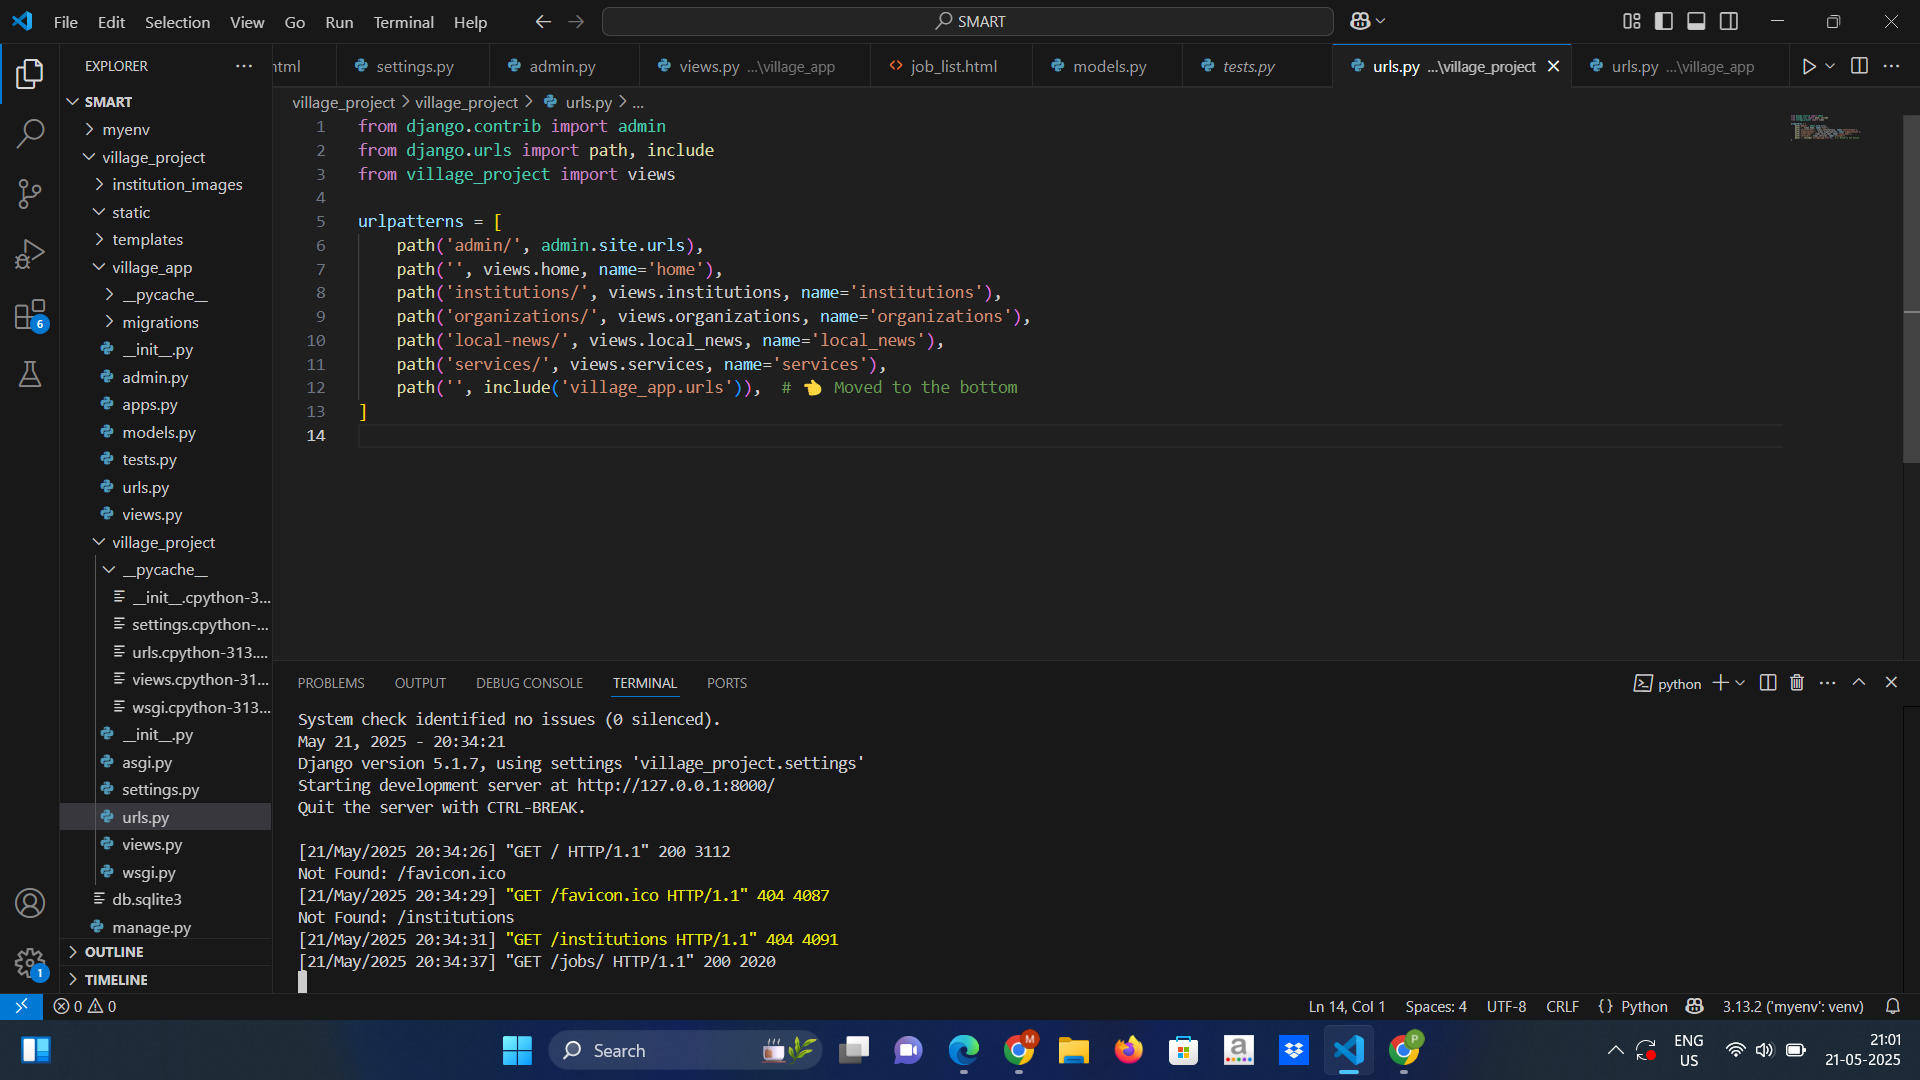 File Edit Selection View Go Run Terminal Help
SMART
EXPLORER
html
settings.py
admin.py
views.py ...\village_app
job_list.html
models.py
tests.py
urls.py ...\village_project
urls.py ...\village_app
SMART
myenv
village_project
institution_images
static
templates
village_app
__pycache__
migrations
__init__.py
admin.py
apps.py
models.py
tests.py
urls.py
views.py
village_project
__pycache__
__init__.cpython-3...
settings.cpython-...
urls.cpython-313....
views.cpython-31...
wsgi.cpython-313...
__init__.py
asgi.py
settings.py
urls.py
views.py
wsgi.py
db.sqlite3
manage.py
OUTLINE
TIMELINE
6
1
village_project > village_project > urls.py > ...
1 from django.contrib import admin
2 from django.urls import path, include
3 from village_project import views
4
5 urlpatterns = [
6 path('admin/', admin.site.urls),
7 path('', views.home, name='home'),
8 path('institutions/', views.institutions, name='institutions'),
9 path('organizations/', views.organizations, name='organizations'),
10 path('local-news/', views.local_news, name='local_news'),
11 path('services/', views.services, name='services'),
12 path('', include('village_app.urls')), # 👈 Moved to the bottom
13 ]
14
PROBLEMS OUTPUT DEBUG CONSOLE TERMINAL PORTS
python
System check identified no issues (0 silenced).
May 21, 2025 - 20:34:21
Django version 5.1.7, using settings 'village_project.settings'
Starting development server at http://127.0.0.1:8000/
Quit the server with CTRL-BREAK.
[21/May/2025 20:34:26] "GET / HTTP/1.1" 200 3112
Not Found: /favicon.ico
[21/May/2025 20:34:29] "GET /favicon.ico HTTP/1.1" 404 4087
Not Found: /institutions
[21/May/2025 20:34:31] "GET /institutions HTTP/1.1" 404 4091
[21/May/2025 20:34:37] "GET /jobs/ HTTP/1.1" 200 2020
0 0
Ln 14, Col 1 Spaces: 4 UTF-8 CRLF {} Python 3.13.2 ('myenv': venv)
Search
M
a
P
ENG
US
21:01
21-05-2025